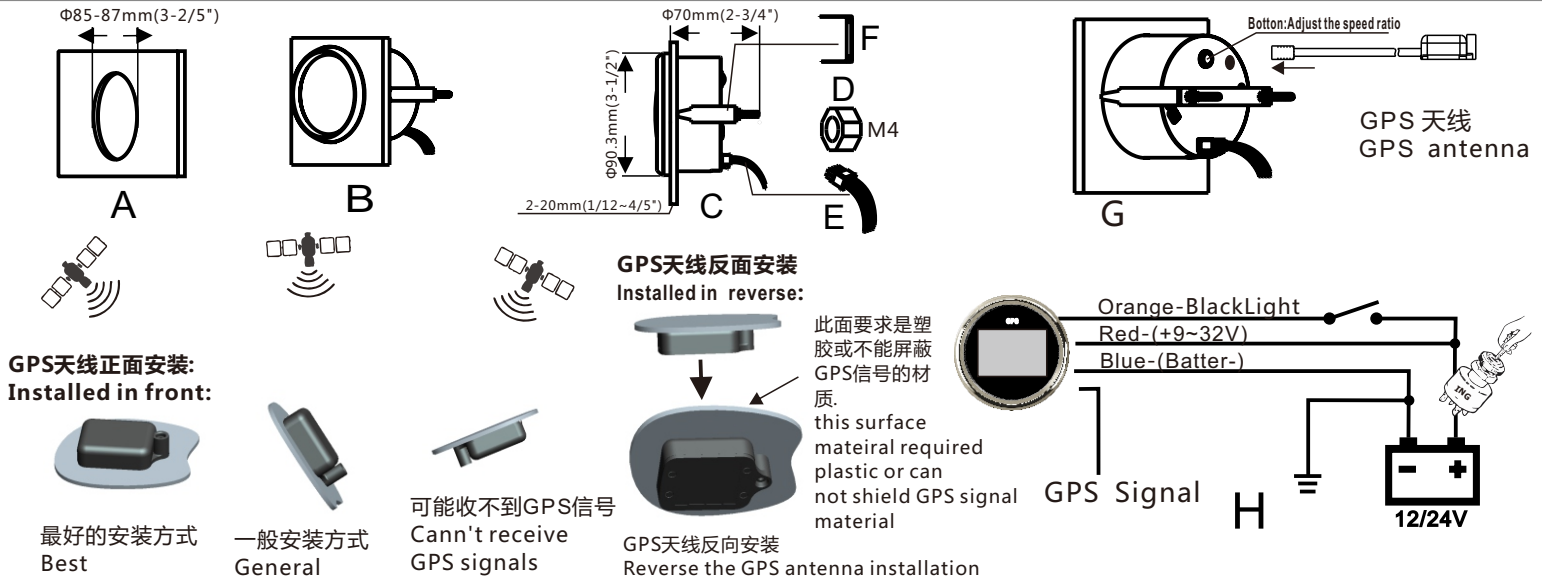 Φ85-87mm(3-2/5")
A
B
Φ70mm(2-3/4")
Φ90.3mm(3-1/2")
2-20mm(1/12~4/5")
C
F
D
M4
E
Botton:Adjust the speed ratio
GPS 天线
GPS antenna
G
GPS天线正面安装:
Installed in front:
最好的安装方式
Best
一般安装方式
General
可能收不到GPS信号
Cann't receive
GPS signals
GPS天线反面安装
Installed in reverse:
此面要求是塑
胶或不能屏蔽
GPS信号的材
质.
this surface
mateiral required
plastic or can
not shield GPS signal
material
GPS天线反向安装
Reverse the GPS antenna installation
GPS
Orange-BlackLight
Red-(+9~32V)
Blue-(Batter-)
GPS Signal
H
ING
- +
12/24V